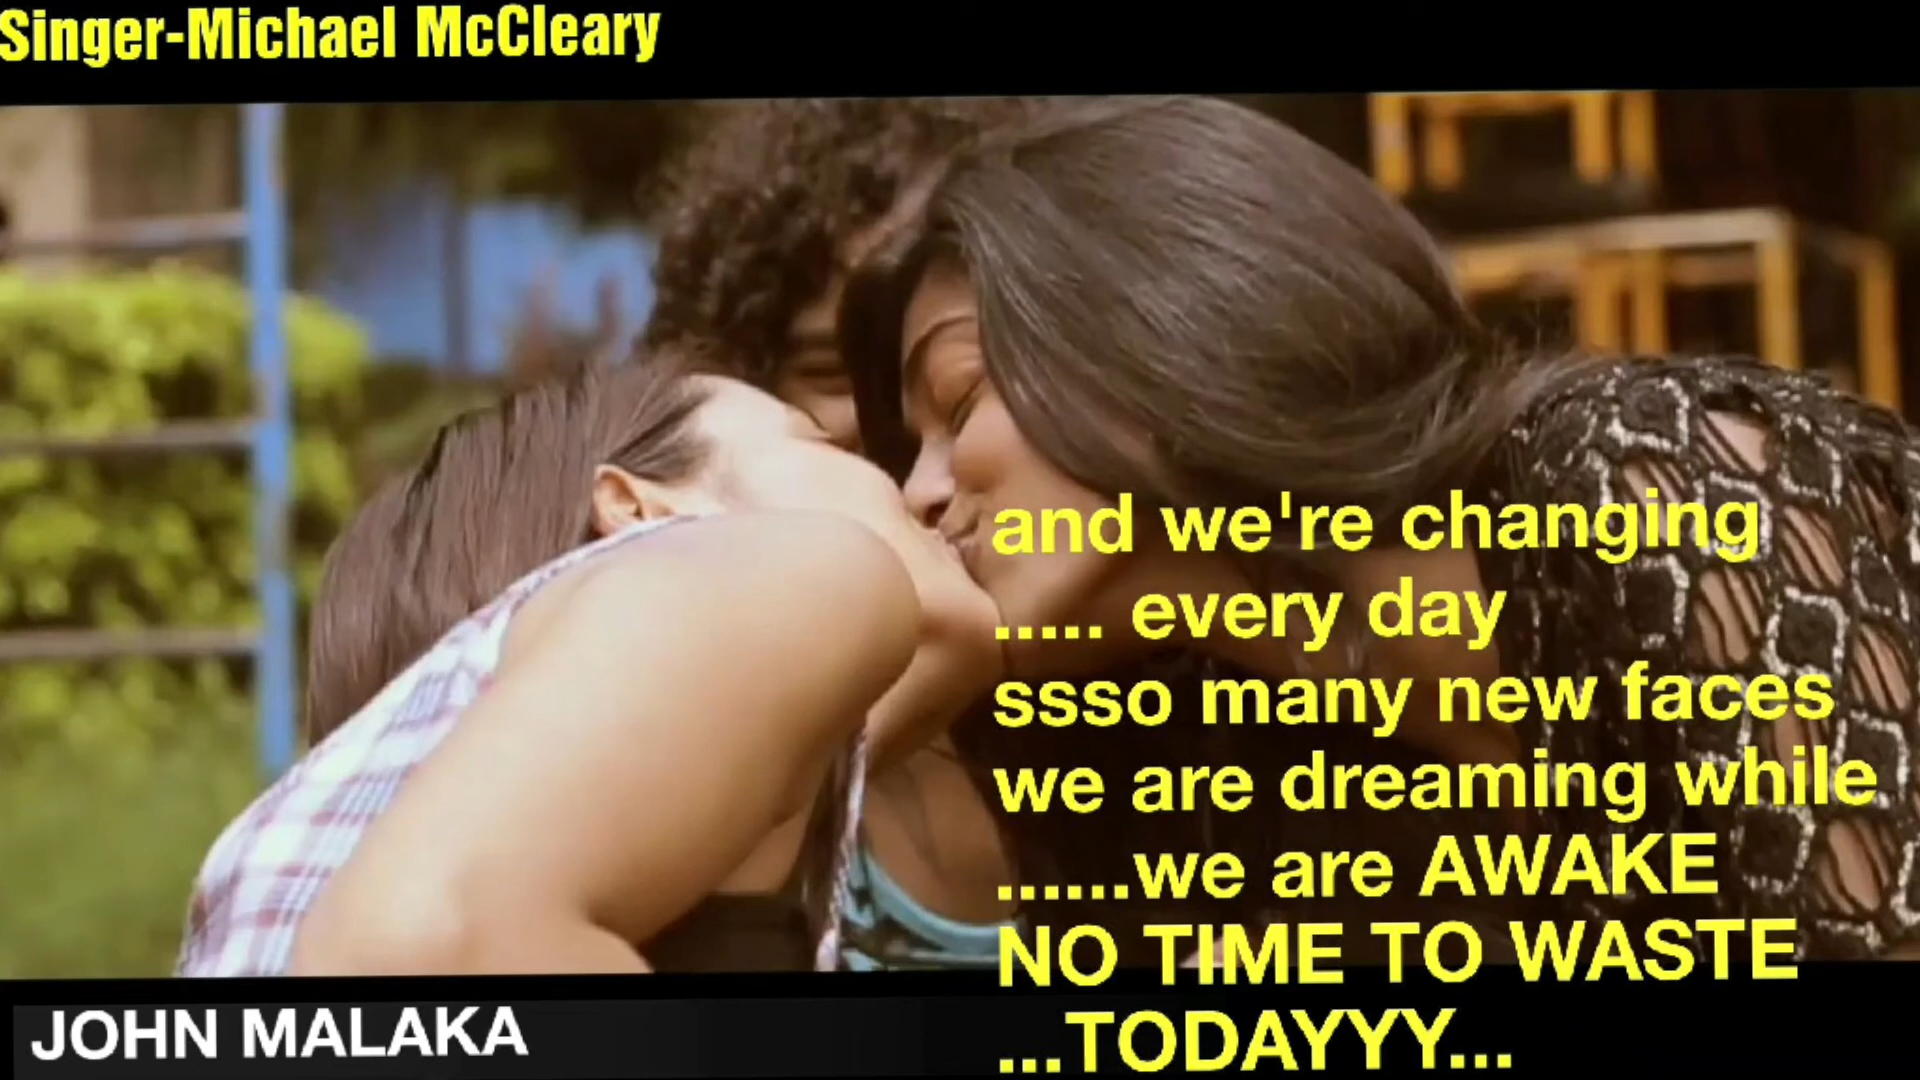 Singer-Michael McCleary
and we're changing
..... every day
ssso many new faces
we are dreaming while
......we are AWAKE
NO TIME TO WASTE
...TODAYYY...
JOHN MALAKA